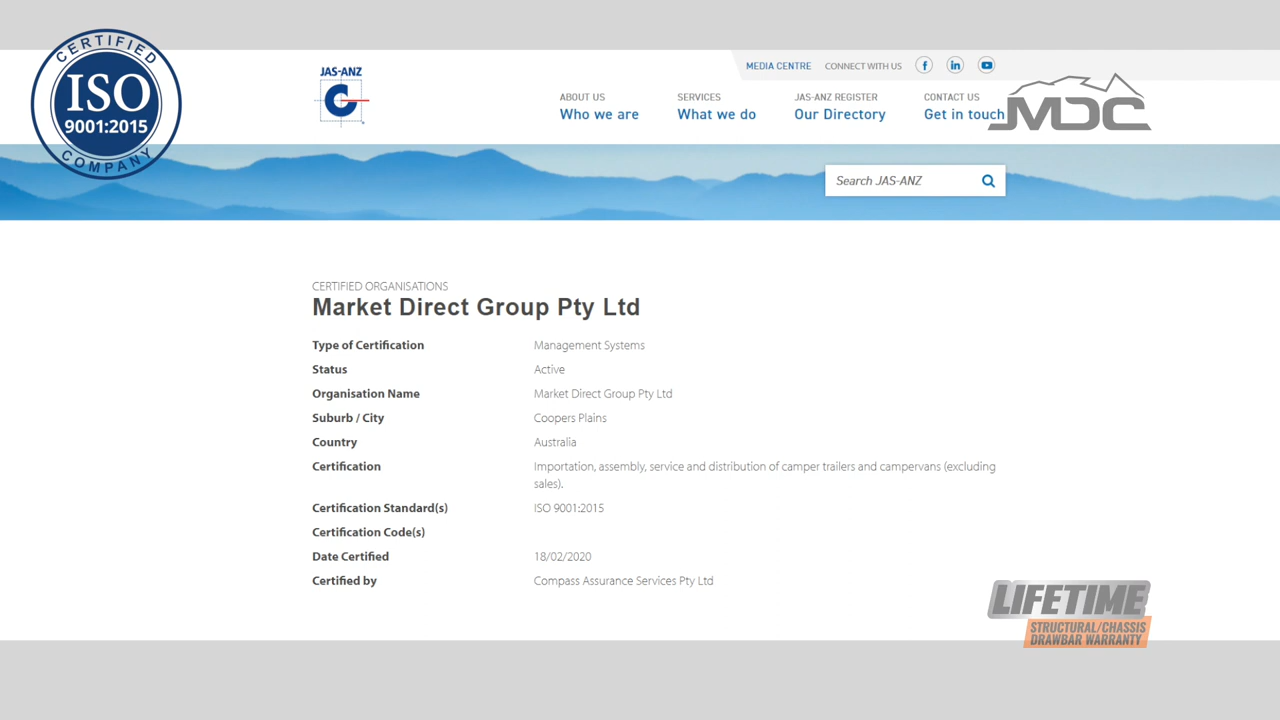 CERTIFIED
ISO
9001:2015
COMPANY
JAS-ANZ
MEDIA CENTRE CONNECT WITH US
ABOUT US
Who we are
SERVICES
What we do
JAS-ANZ REGISTER
Our Directory
CONTACT US
Get in touch
MDC
Search JAS-ANZ
CERTIFIED ORGANISATIONS
Market Direct Group Pty Ltd
Type of Certification Management Systems
Status Active
Organisation Name Market Direct Group Pty Ltd
Suburb / City Coopers Plains
Country Australia
Certification Importation, assembly, service and distribution of camper trailers and campervans (excluding
sales).
Certification Standard(s) ISO 9001:2015
Certification Code(s)
Date Certified 18/02/2020
Certified by Compass Assurance Services Pty Ltd
LIFETIME
STRUCTURAL/CHASSIS
DRAWBAR WARRANTY